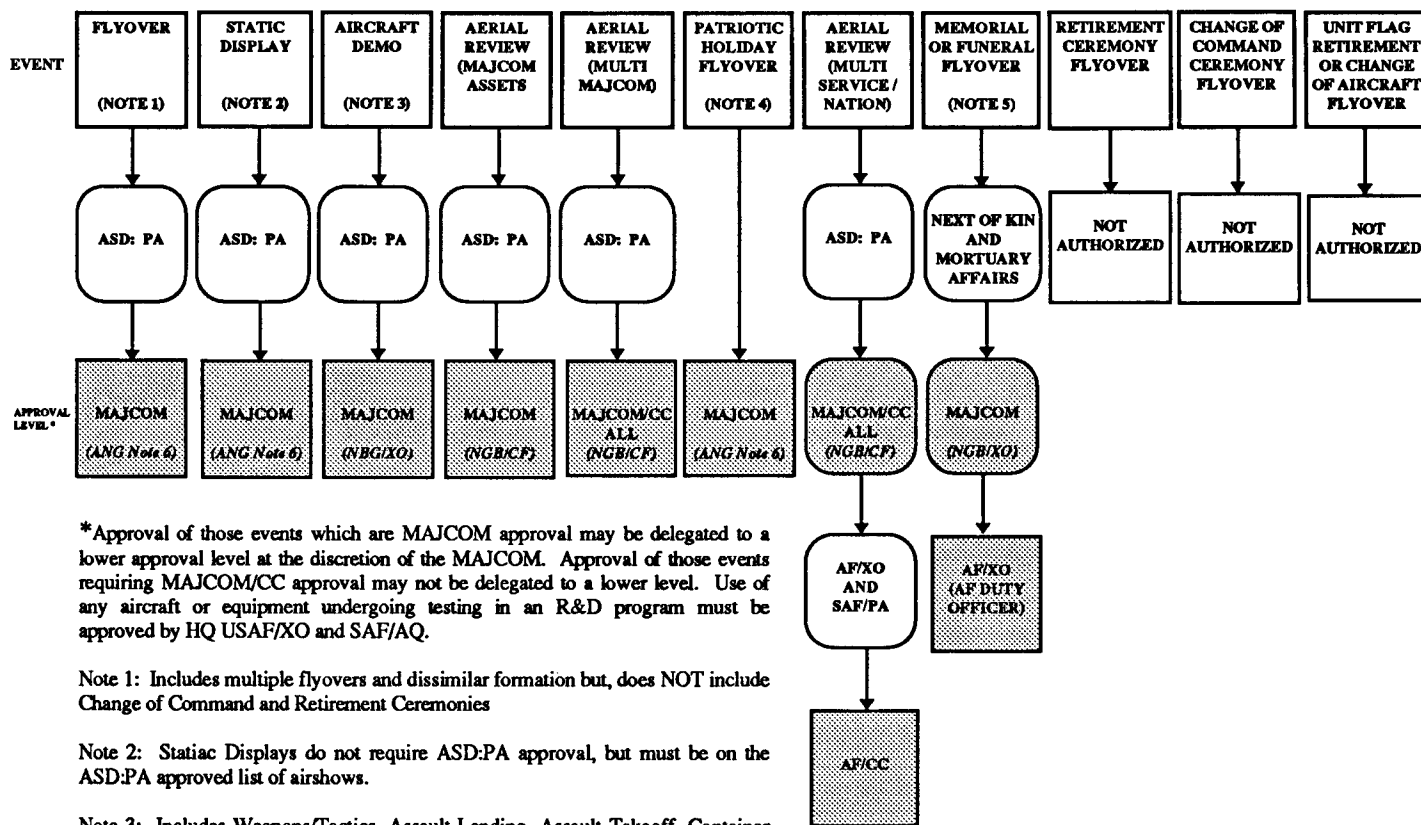 EVENT
FLYOVER
(NOTE 1)
STATIC
DISPLAY
(NOTE 2)
AIRCRAFT
DEMO
(NOTE 3)
AERIAL
REVIEW
(MAJCOM
ASSETS
AERIAL
REVIEW
(MULTI
MAJCOM)
PATRIOTIC
HOLIDAY
FLYOVER
(NOTE 4)
AERIAL
REVIEW
(MULTI
SERVICE /
NATION)
MEMORIAL
OR FUNERAL
FLYOVER
(NOTE 5)
RETIREMENT
CEREMONY
FLYOVER
CHANGE OF
COMMAND
CEREMONY
FLYOVER
UNIT FLAG
RETIREMENT
OR CHANGE
OF AIRCRAFT
FLYOVER
ASD: PA
ASD: PA
ASD: PA
ASD: PA
ASD: PA
ASD: PA
NEXT OF KIN
AND
MORTUARY
AFFAIRS
NOT
AUTHORIZED
NOT
AUTHORIZED
NOT
AUTHORIZED
APPROVAL
LEVEL*
MAJCOM
(ANG Note 6)
MAJCOM
(ANG Note 6)
MAJCOM
(NBG/XO)
MAJCOM
(NGB/CF)
MAJCOM/CC
ALL
(NGB/CF)
MAJCOM
(ANG Note 6)
MAJCOM/CC
ALL
(NGB/CF)
MAJCOM
(NGB/XO)
AF/XO
AND
SAF/PA
AF/XO
(AF DUTY
OFFICER)
AF/CC
*Approval of those events which are MAJCOM approval may be delegated to a
lower approval level at the discretion of the MAJCOM. Approval of those events
requiring MAJCOM/CC approval may not be delegated to a lower level. Use of
any aircraft or equipment undergoing testing in an R&D program must be
approved by HQ USAF/XO and SAF/AQ.
Note 1: Includes multiple flyovers and dissimilar formation but, does NOT include
Change of Command and Retirement Ceremonies
Note 2: Statiac Displays do not require ASD:PA approval, but must be on the
ASD:PA approved list of airshows.
Note 3: Includes Weapons/Tactics, Assault Landing, Assault Takeoff, Container